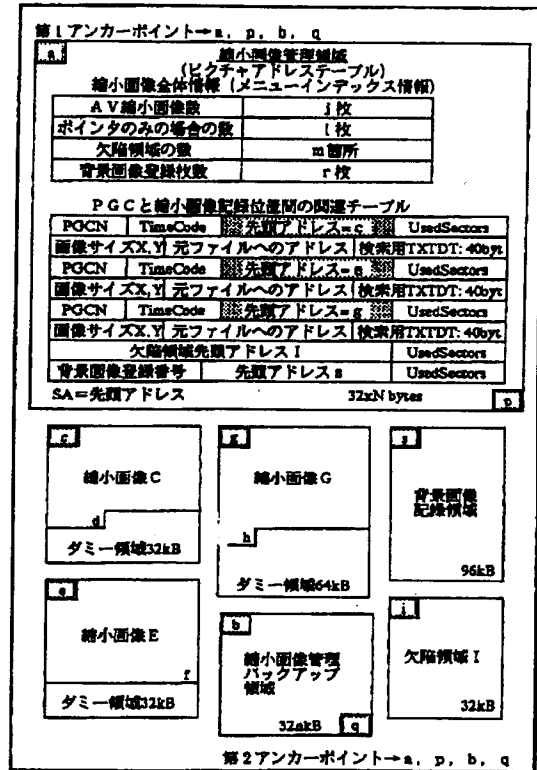 第1アンカーポイント→a, p, b, q
a
縮小画像管理領域
(ピクチャアドレステーブル)
縮小画像全体情報 (メニューインデックス情報)
AV縮小画像数 j枚
ポインタのみの場合の数 l枚
欠陥領域の数 m箇所
背景画像登録枚数 r枚
PGCと縮小画像記録位置間の関連テーブル
PGCN TimeCode 先頭アドレス=c UsedSectors
画像サイズX,Y 元ファイルへのアドレス 検索用TXTDT: 40byt
PGCN TimeCode 先頭アドレス=e UsedSectors
画像サイズX,Y 元ファイルへのアドレス 検索用TXTDT: 40byt
PGCN TimeCode 先頭アドレス=g UsedSectors
画像サイズX,Y 元ファイルへのアドレス 検索用TXTDT: 40byt
欠陥領域先頭アドレス I UsedSectors
背景画像登録番号 先頭アドレス s UsedSectors
SA=先頭アドレス 32xN bytes p
c
縮小画像C
d
ダミー領域32kB
g
縮小画像G
h
ダミー領域64kB
s
背景画像
記録領域
96kB
e
縮小画像E
f
ダミー領域32kB
b
縮小画像管理
バックアップ
領域
32nkB q
i
欠陥領域 I
32kB
第2アンカーポイント→a, p, b, q